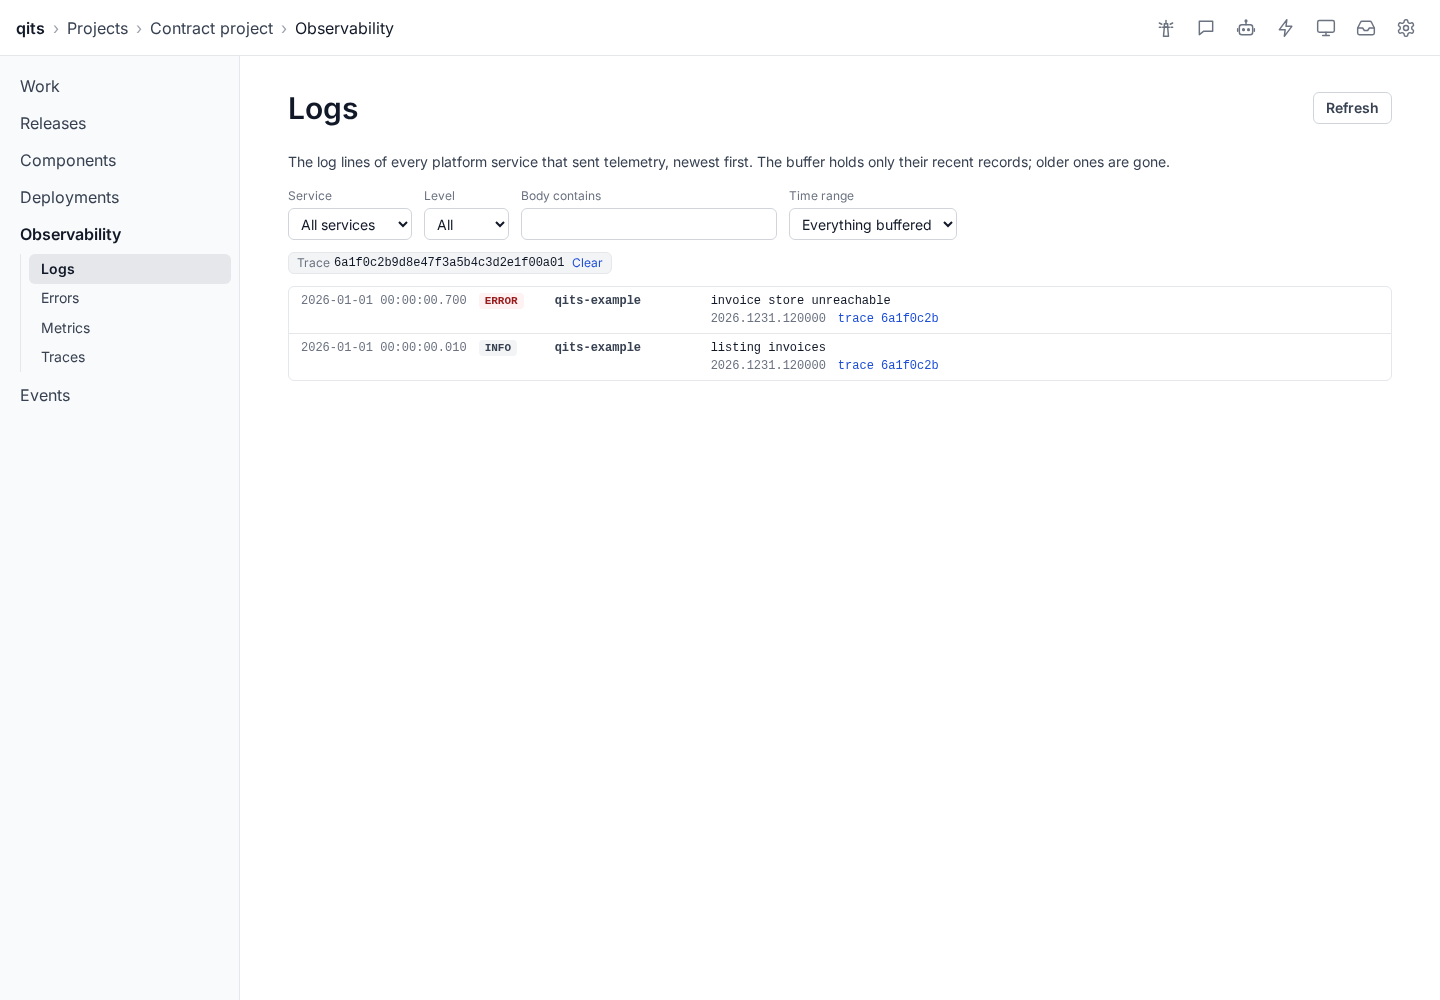 qits › Projects › Contract project › Observability
Work
Releases
Components
Deployments
Observability
Logs
Errors
Metrics
Traces
Events
Logs
Refresh
The log lines of every platform service that sent telemetry, newest first. The buffer holds only their recent records; older ones are gone.
Service Level Body contains Time range
All services All Everything buffered
Trace 6a1f0c2b9d8e47f3a5b4c3d2e1f00a01 Clear
2026-01-01 00:00:00.700 ERROR qits-example invoice store unreachable
2026.1231.120000 trace 6a1f0c2b
2026-01-01 00:00:00.010 INFO qits-example listing invoices
2026.1231.120000 trace 6a1f0c2b